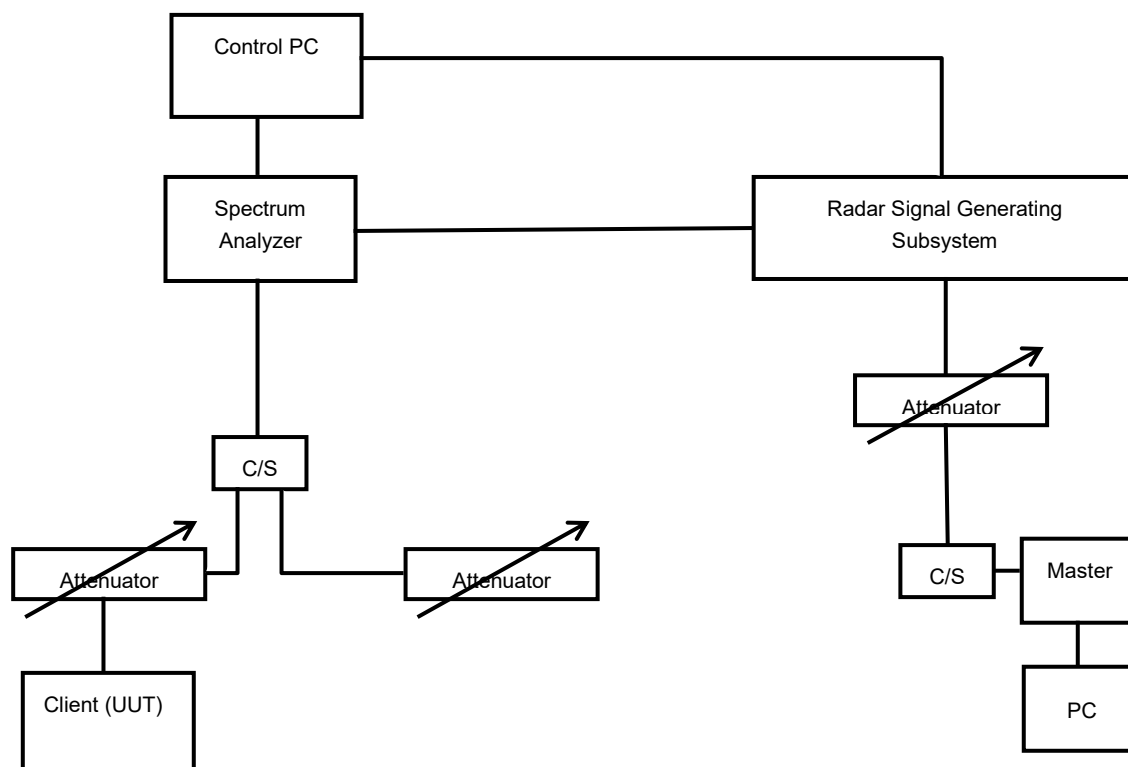 Control PC
Spectrum
Analyzer
Radar Signal Generating
Subsystem
Attenuator
C/S
Attenuator
Attenuator
C/S
Master
Client (UUT)
PC